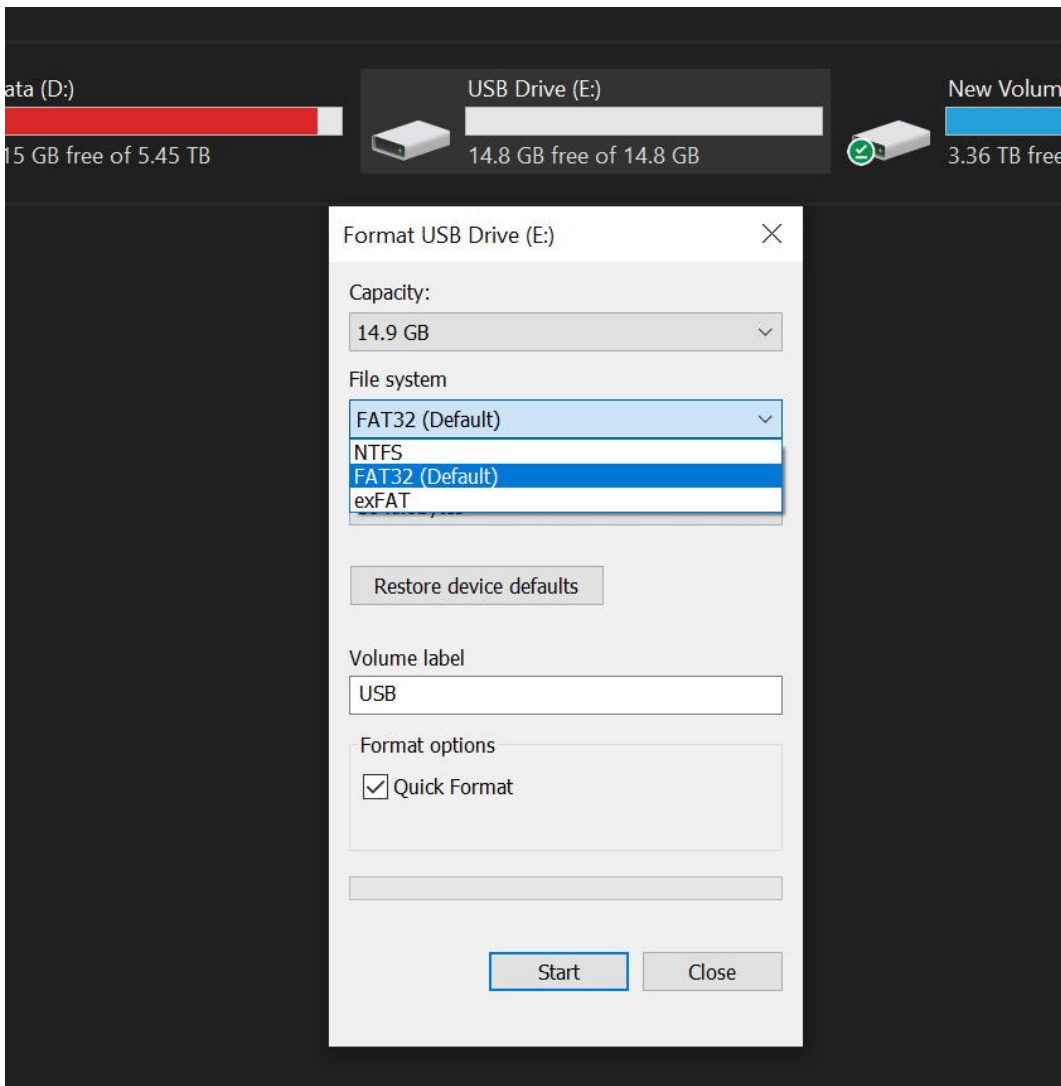 ata (D:)
15 GB free of 5.45 TB
USB Drive (E:)
14.8 GB free of 14.8 GB
New Volum
3.36 TB free
Format USB Drive (E:)
Capacity:
14.9 GB
File system
FAT32 (Default)
NTFS
FAT32 (Default)
exFAT
Restore device defaults
Volume label
USB
Format options
Quick Format
Start
Close